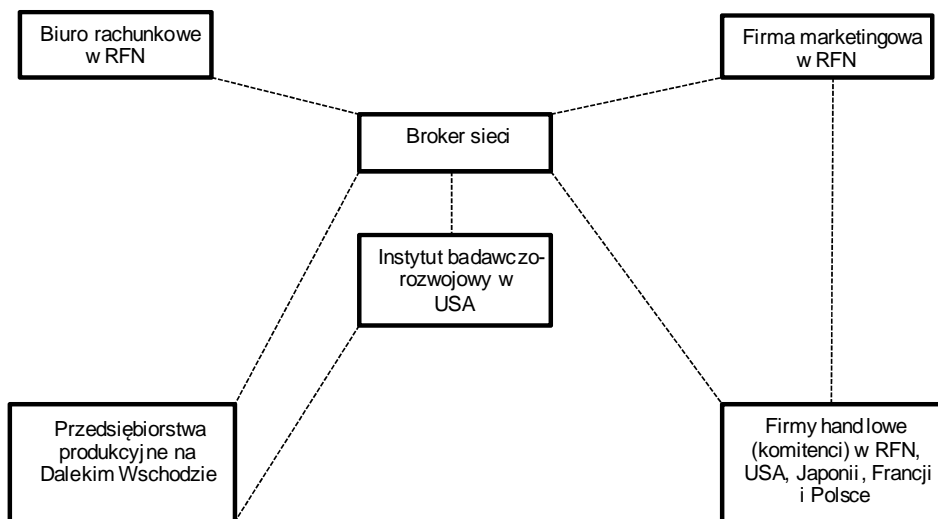 Biuro rachunkowe
w RFN
Firma marketingowa
w RFN
Broker sieci
Instytut badawczo-
rozwojowy w
USA
Przedsiębiorstwa
produkcyjne na
Dalekim Wschodzie
Firmy handlowe
(komitenci) w RFN,
USA, Japonii, Francji
i Polsce